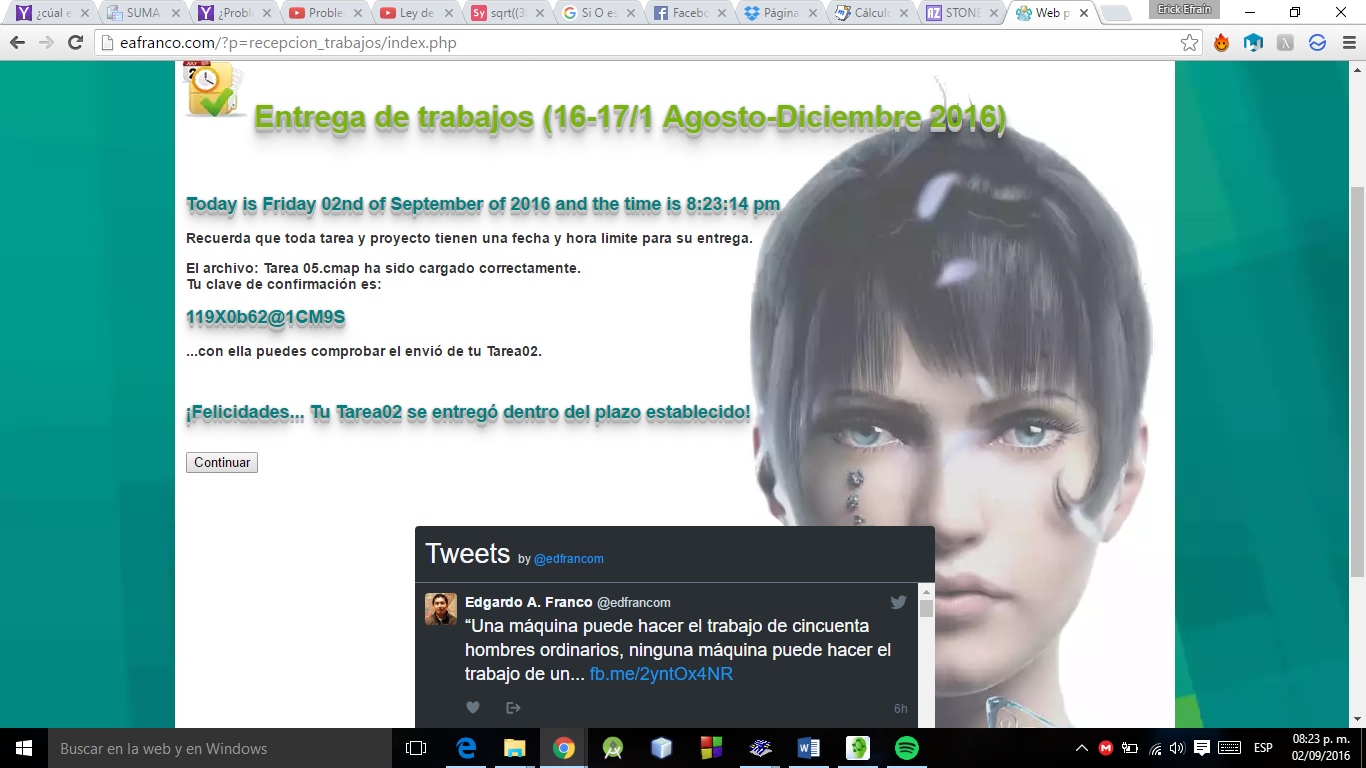 ¿cuál e
SUMA
¿Probl
Proble
Ley de
sqrt((3
Si O es
Facebo
Página
Cálculo
STONE
Web p
Erick Efraín
eafranco.com/?p=recepcion_trabajos/index.php
Entrega de trabajos (16-17/1 Agosto-Diciembre 2016)
Today is Friday 02nd of September of 2016 and the time is 8:23:14 pm
Recuerda que toda tarea y proyecto tienen una fecha y hora limite para su entrega.
El archivo: Tarea 05.cmap ha sido cargado correctamente.
Tu clave de confirmación es:
119X0b62@1CM9S
...con ella puedes comprobar el envió de tu Tarea02.
¡Felicidades... Tu Tarea02 se entregó dentro del plazo establecido!
Continuar
Tweets by @edfrancom
Edgardo A. Franco @edfrancom
“Una máquina puede hacer el trabajo de cincuenta
hombres ordinarios, ninguna máquina puede hacer el
trabajo de un... fb.me/2yntOx4NR
6h
Buscar en la web y en Windows
ESP
08:23 p. m.
02/09/2016